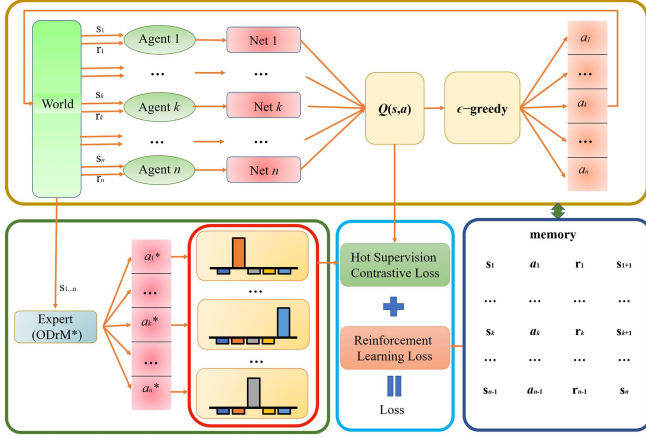 World
s₁
r₁
Agent 1
Net 1
... ...
sₖ
rₖ
Agent k
Net k
... ...
sₙ
rₙ
Agent n
Net n
Q(s,a)
ϵ−greedy
a₁
...
aₖ
...
aₙ
s₁..ₙ
Expert
(ODrM*)
a₁*
...
aₖ*
...
aₙ*
...
...
Hot Supervision
Contrastive Loss
Reinforcement
Learning Loss
Loss
memory
s₁ a₁ r₁ s₁₊₁
... ... ... ...
sₖ aₖ rₖ sₖ₊₁
... ... ... ...
sₙ₋₁ aₙ₋₁ rₙ₋₁ sₙ